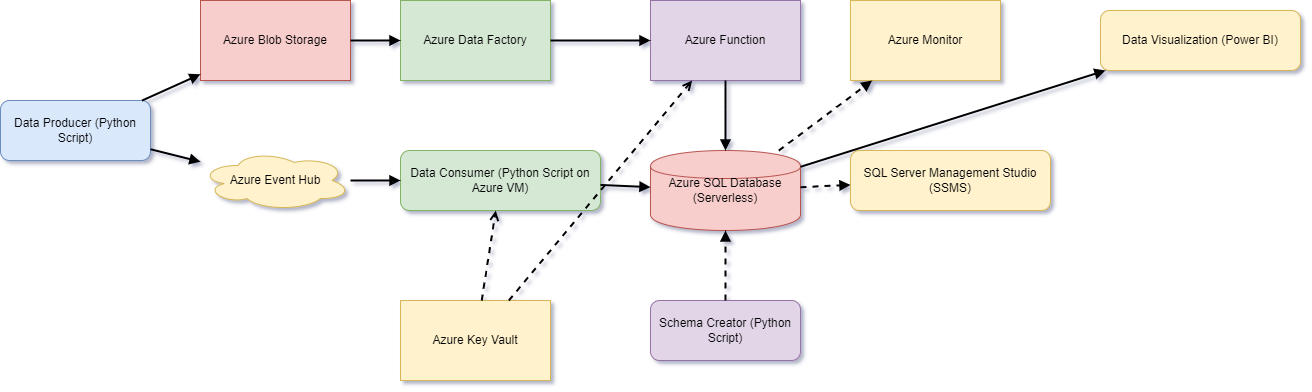 Azure Blob Storage
Azure Data Factory
Azure Function
Azure Monitor
Data Visualization (Power BI)
Data Producer (Python
Script)
Azure Event Hub
Data Consumer (Python Script on
Azure VM)
Azure SQL Database
(Serverless)
SQL Server Management Studio
(SSMS)
Azure Key Vault
Schema Creator (Python
Script)